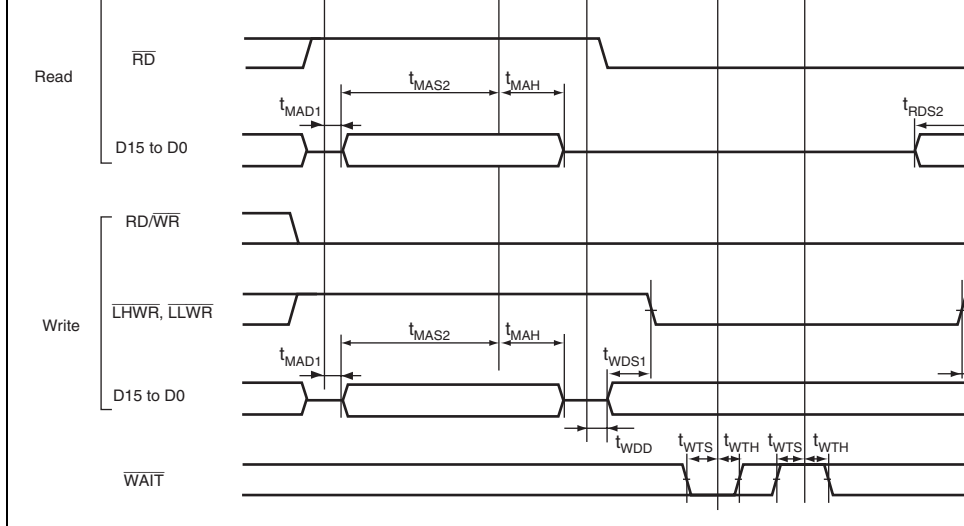 Read
RD
tMAS2 tMAH
tMAD1
tRDS2
D15 to D0
RD/WR
Write
LHWR, LLWR
tMAS2 tMAH
tMAD1
tWDS1
D15 to D0
tWDD
tWTS tWTH tWTS tWTH
WAIT